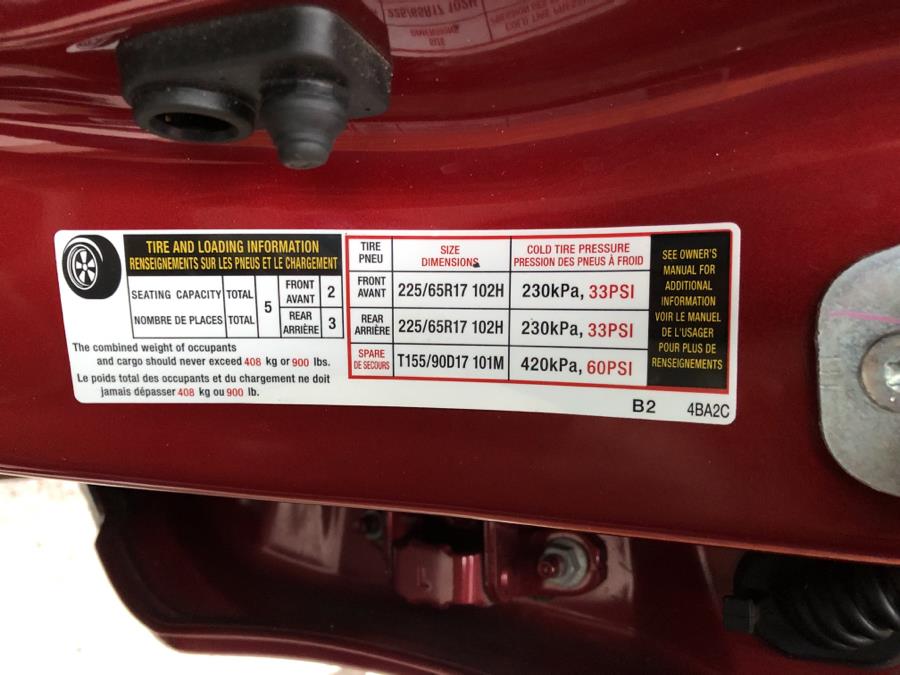 TIRE AND LOADING INFORMATION
RENSEIGNEMENTS SUR LES PNEUS ET LE CHARGEMENT
SEATING CAPACITY TOTAL 5 FRONT AVANT 2
NOMBRE DE PLACES TOTAL REAR ARRIÈRE 3
The combined weight of occupants
and cargo should never exceed 408 kg or 900 lbs.
Le poids total des occupants et du chargement ne doit
jamais dépasser 408 kg ou 900 lb.
TIRE PNEU SIZE DIMENSIONS COLD TIRE PRESSURE PRESSION DES PNEUS À FROID
FRONT AVANT 225/65R17 102H 230kPa, 33PSI
REAR ARRIÈRE 225/65R17 102H 230kPa, 33PSI
SPARE DE SECOURS T155/90D17 101M 420kPa, 60PSI
SEE OWNER'S
MANUAL FOR
ADDITIONAL
INFORMATION
VOIR LE MANUEL
DE L'USAGER
POUR PLUS DE
RENSEIGNEMENTS
B2 4BA2C